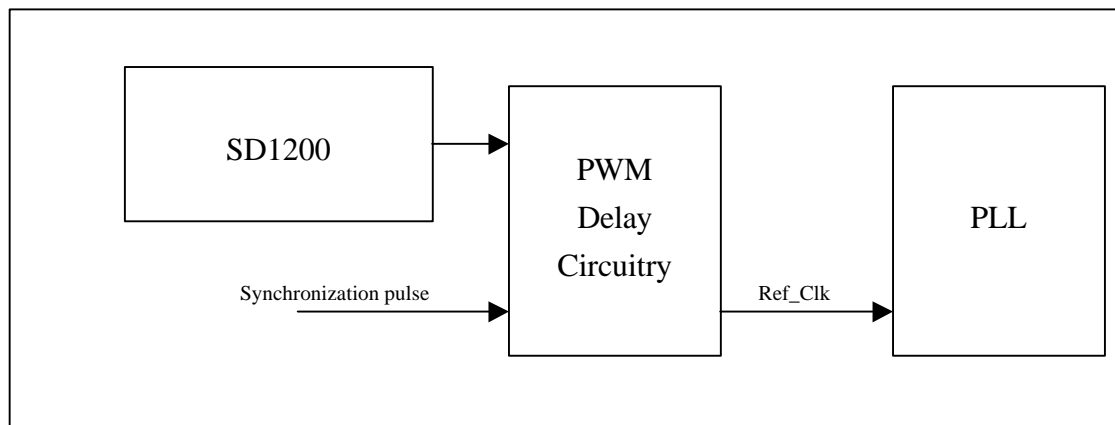 SD1200
PWM
Delay
Circuitry
PLL
Synchronization pulse
Ref_Clk